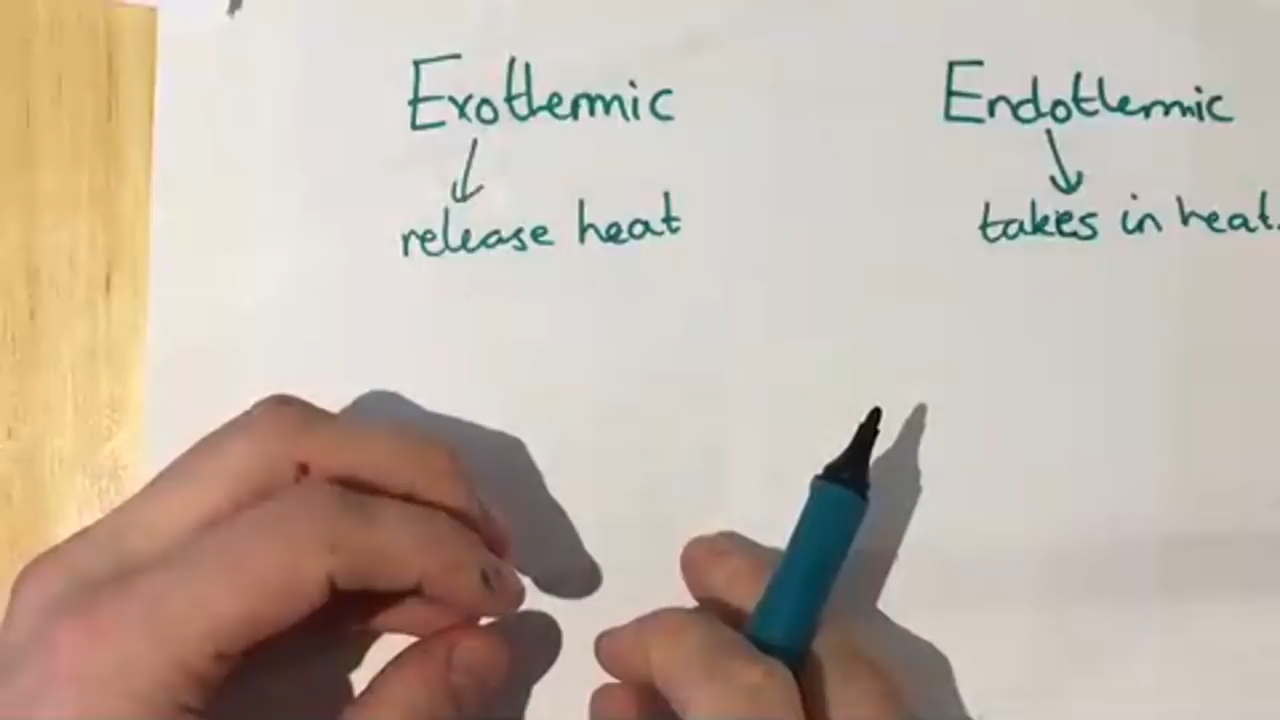 Exothermic
release heat
Endothermic
takes in heat.